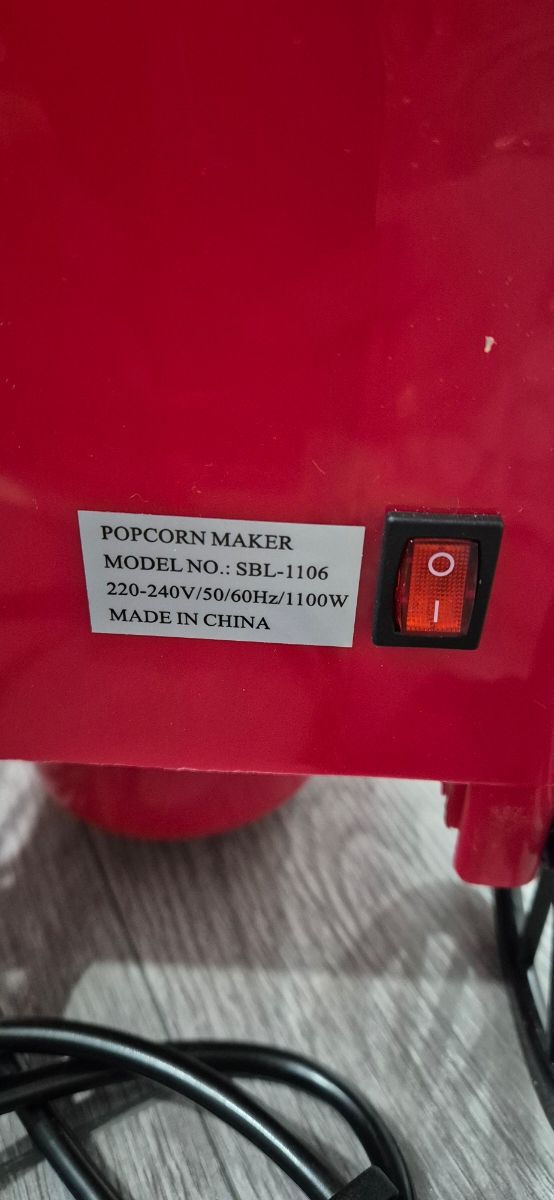 POPCORN MAKER
MODEL NO.: SBL-1106
220-240V/50/60Hz/1100W
MADE IN CHINA
O
I